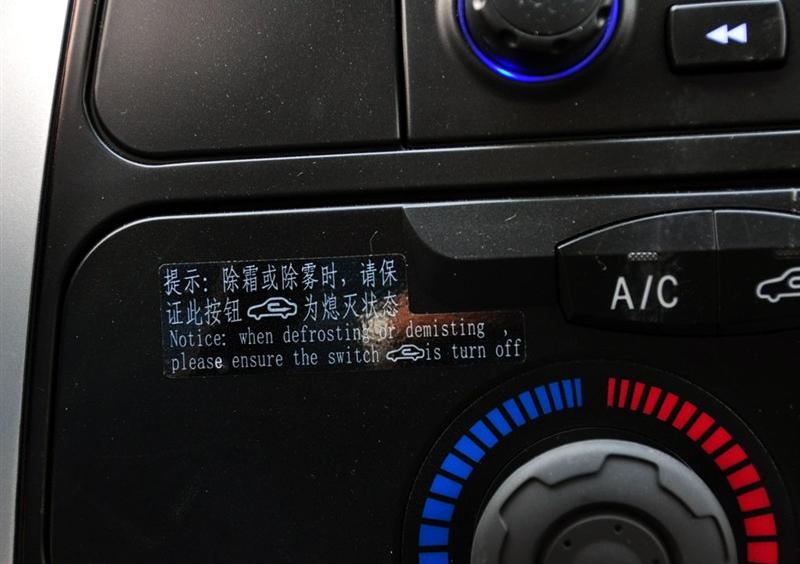 提示：除霜或除雾时，请保
证此按钮 为熄灭状态
Notice: when defrosting or demisting ,
please ensure the switch is turn off
A/C